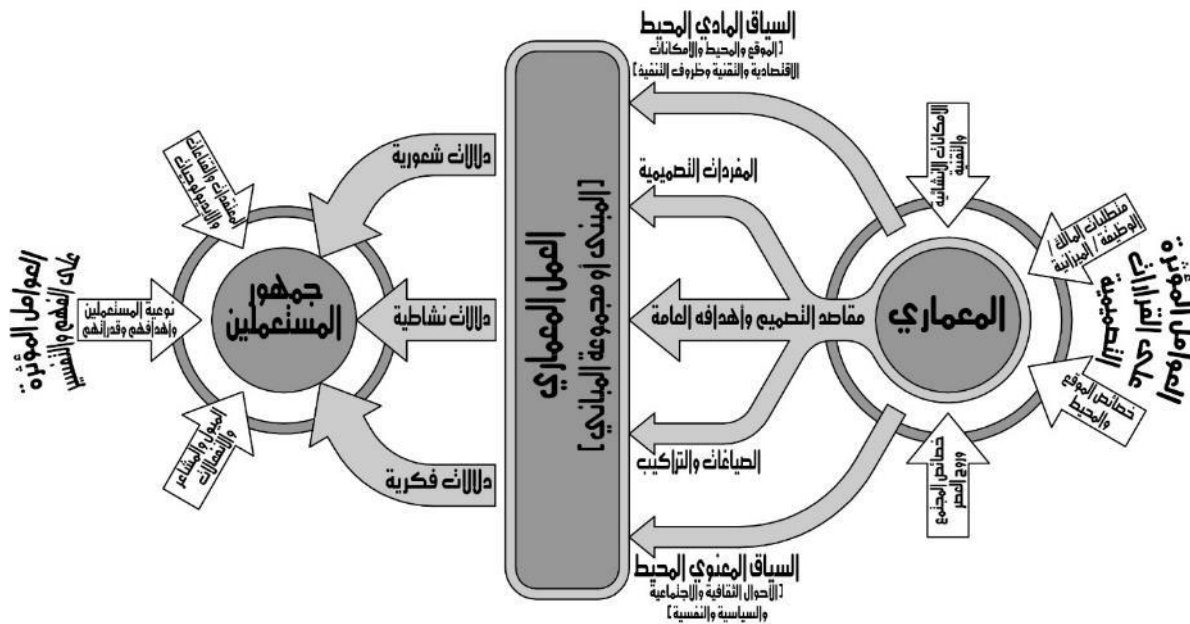 السياق المادي المحيط
[الموقع والمحيط والامكانات
الاقتصادية والتقنية وظروف التنفيذ]
الامكانات الانشائية
والتقنية
متطلبات المالك /
الوظيفة / الميزانية
العوامل المؤثرة
على القرارات
التصميمية
خصائص الموقع
والمحيط
خصائص المجتمع
وروح العصر
المعماري
المفردات التصميمية
مقاصد التصميم وأهدافه العامة
الصياغات والتراكيب
السياق المعنوي المحيط
[الأحوال الثقافية والاجتماعية
والسياسية والنفسية]
العمل المعماري
[المبنى أو مجموعة المباني]
دلالات شعورية
دلالات نشاطية
دلالات فكرية
جمهور
المستعملين
المعتقدات والقناعات
والأيديولوجيات
نوعية المستعملين
وأهدافهم وقدراتهم
الميول والمشاعر
والانفعالات
العوامل المؤثرة
على الفهم والتفسير